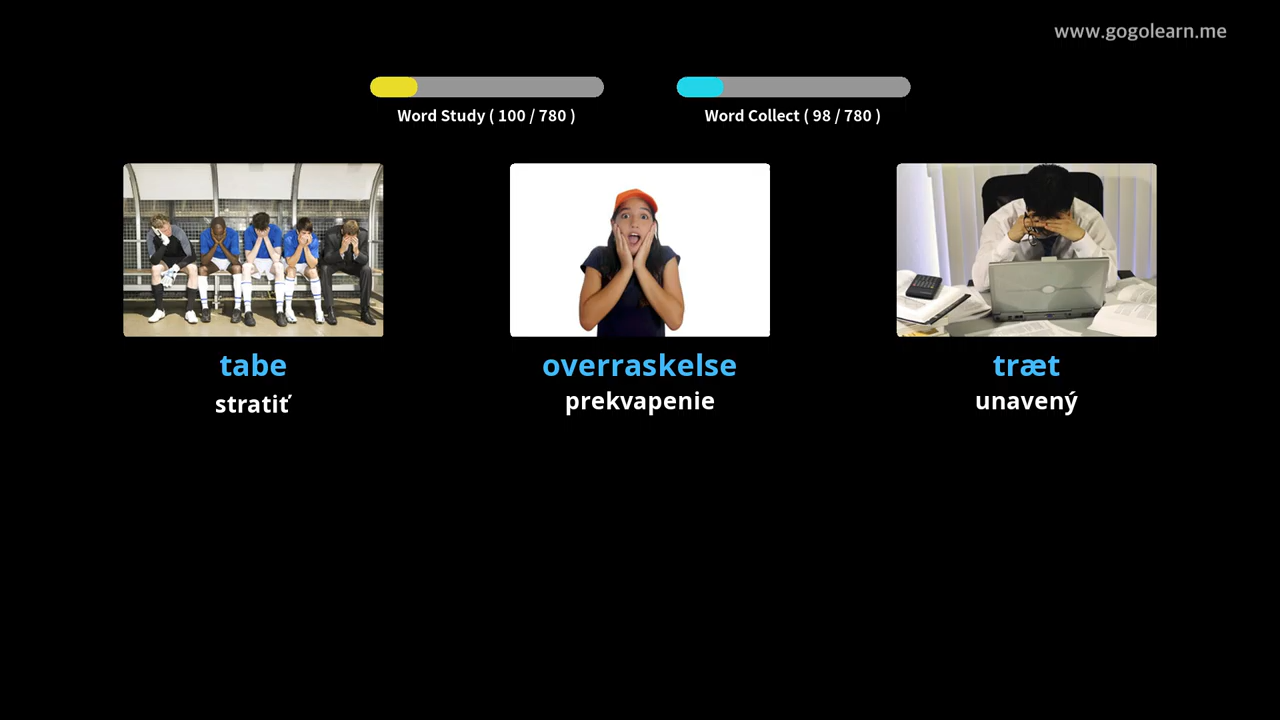 www.gogolearn.me
Word Study ( 100 / 780 )
Word Collect ( 98 / 780 )
tabe
stratiť
overraskelse
prekvapenie
træt
unavený